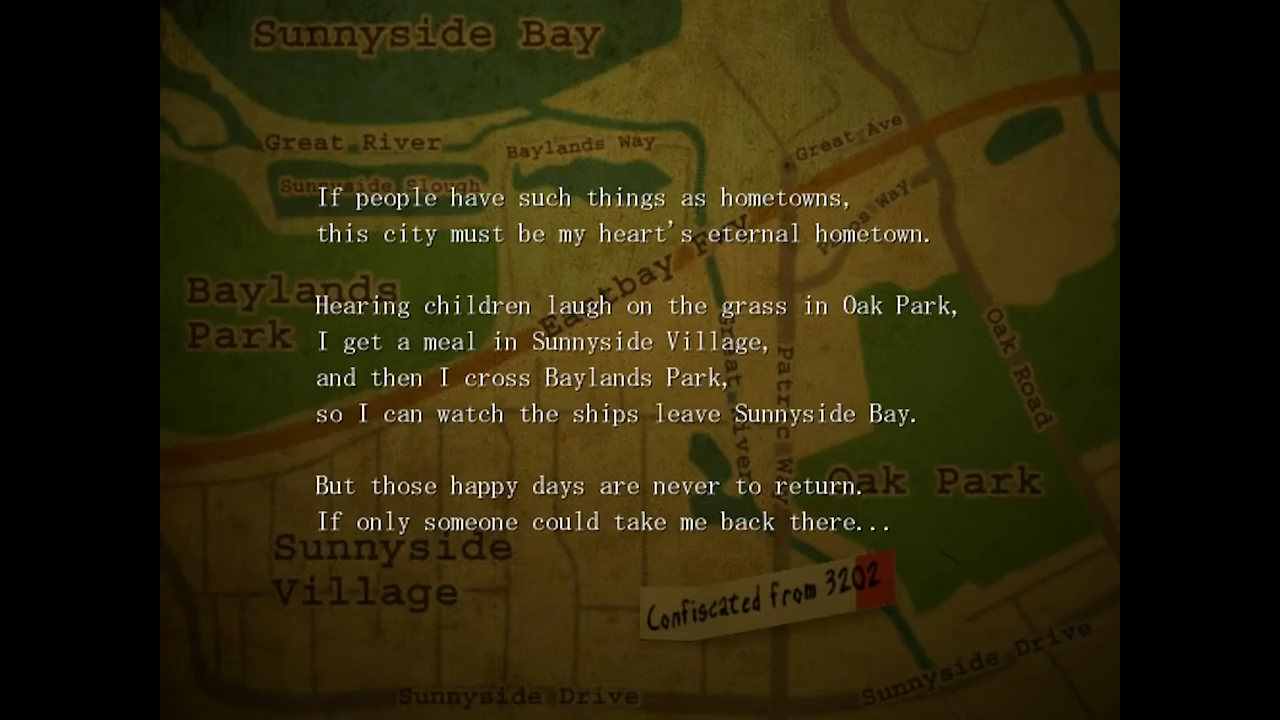 Sunnyside Bay
Great River
Baylands Way
Great Ave
Sunnyside Slough
If people have such things as hometowns,
this city must be my heart's eternal hometown.
Eastbay Fwy
Baylands
Park
Hearing children laugh on the grass in Oak Park,
I get a meal in Sunnyside Village,
and then I cross Baylands Park,
so I can watch the ships leave Sunnyside Bay.
Great River
Patric Way
Oak Road
But those happy days are never to return.
If only someone could take me back there...
Oak Park
Sunnyside
Village
Confiscated from 3202
Sunnyside Drive
Sunnyside Drive